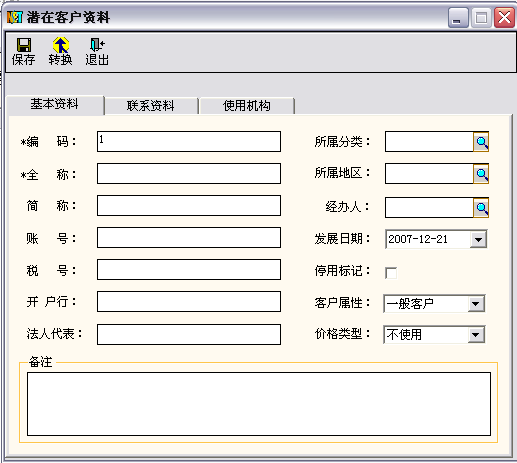 潜在客户资料
保存 转换 退出
基本资料 联系资料 使用机构
*编 码： 1 所属分类：
*全 称： 所属地区：
简 称： 经办人：
账 号： 发展日期： 2007-12-21
税 号： 停用标记：
开 户行： 客户属性： 一般客户
法人代表： 价格类型： 不使用
备注